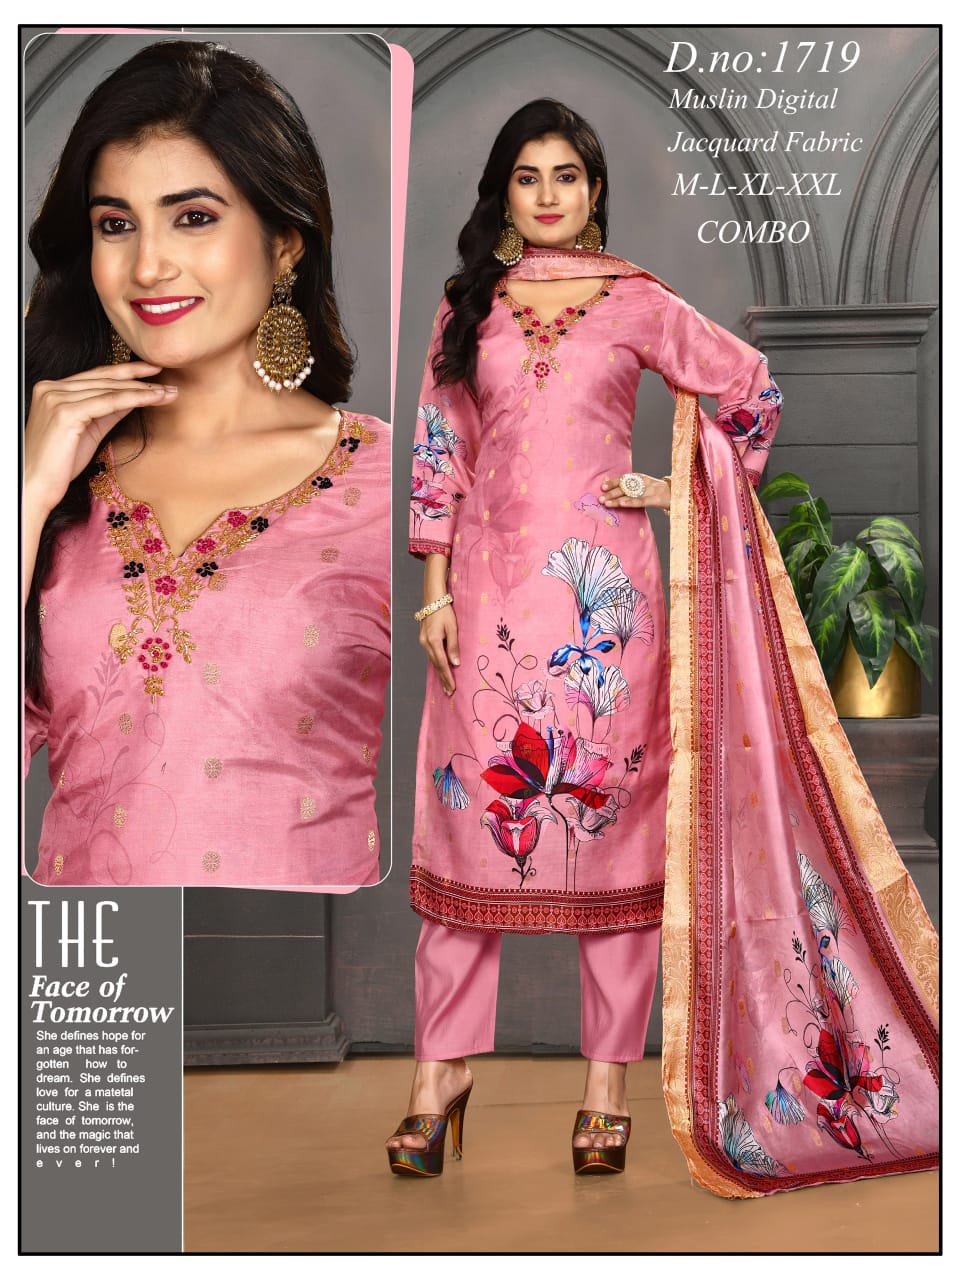 D.no:1719
Muslin Digital
Jacquard Fabric
M-L-XL-XXL
COMBO
THE
Face of
Tomorrow
She defines hope for
an age that has for-
gotten how to
dream. She defines
love for a matetal
culture. She is the
face of tomorrow,
and the magic that
lives on forever and
e v e r !